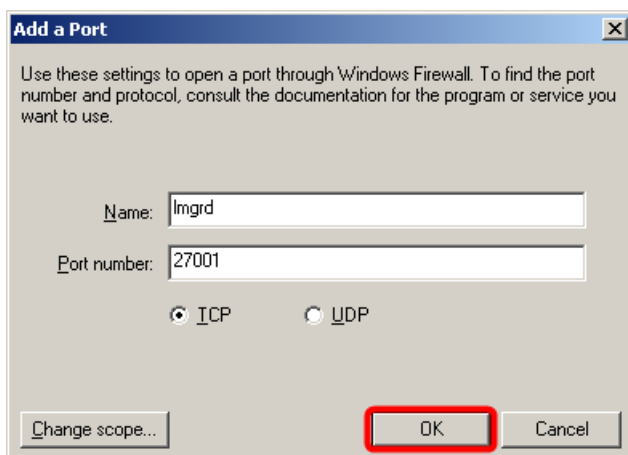 Add a Port
Use these settings to open a port through Windows Firewall. To find the port
number and protocol, consult the documentation for the program or service you
want to use.
Name: lmgrd
Port number: 27001
TCP UDP
Change scope... OK Cancel